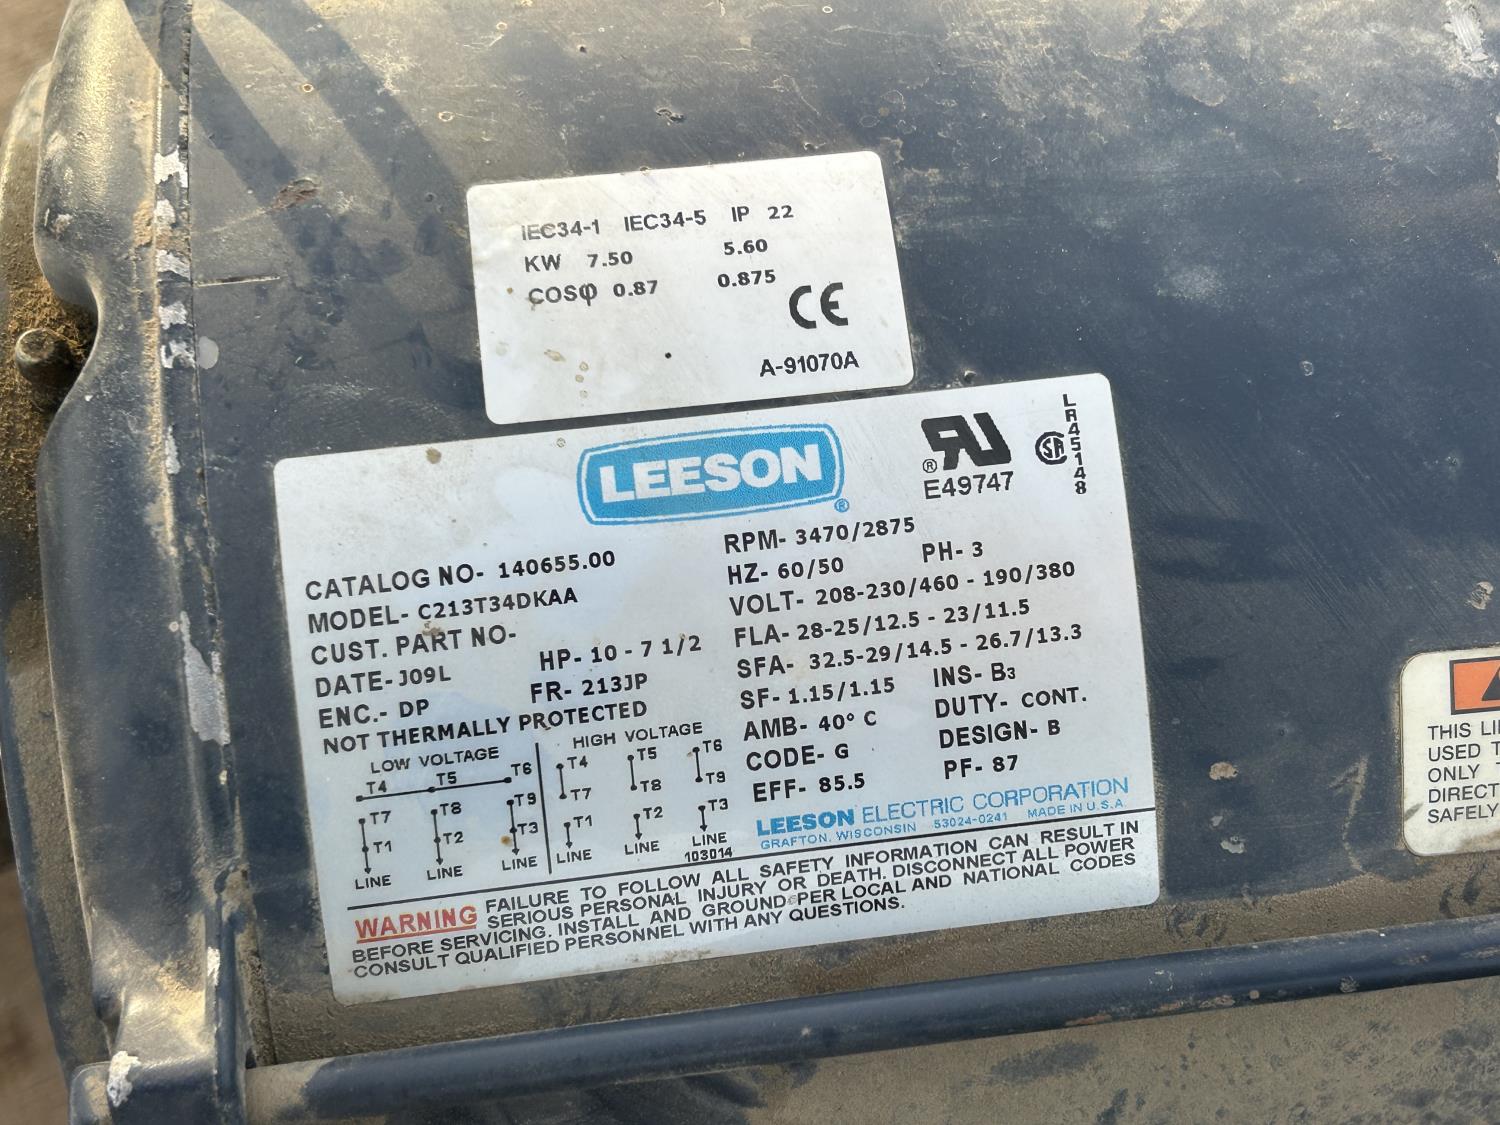 IEC34-1 IEC34-5 IP 22
KW 7.50 5.60
COSφ 0.87 0.875
CE
A-91070A
LEESON
®
® E49747
SA
LR45148
CATALOG NO- 140655.00
MODEL- C213T34DKAA
CUST. PART NO-
DATE- J09L
HP- 10 - 7 1/2
ENC.- DP
FR- 213JP
NOT THERMALLY PROTECTED
RPM- 3470/2875
HZ- 60/50 PH- 3
VOLT- 208-230/460 - 190/380
FLA- 28-25/12.5 - 23/11.5
SFA- 32.5-29/14.5 - 26.7/13.3
SF- 1.15/1.15 INS- B3
AMB- 40° C DUTY- CONT.
CODE- G DESIGN- B
EFF- 85.5 PF- 87
LOW VOLTAGE HIGH VOLTAGE
T4 T5 T6 T4 T5 T6
T7 T8 T9 T7 T8 T9
T1 T2 T3 T1 T2 T3
LINE LINE LINE LINE LINE LINE
103014
LEESON ELECTRIC CORPORATION
GRAFTON, WISCONSIN 53024-0241 MADE IN U.S.A.
WARNING FAILURE TO FOLLOW ALL SAFETY INFORMATION CAN RESULT IN
SERIOUS PERSONAL INJURY OR DEATH. DISCONNECT ALL POWER
BEFORE SERVICING. INSTALL AND GROUND PER LOCAL AND NATIONAL CODES
CONSULT QUALIFIED PERSONNEL WITH ANY QUESTIONS.
THIS LI
USED T
ONLY T
DIRECT
SAFELY